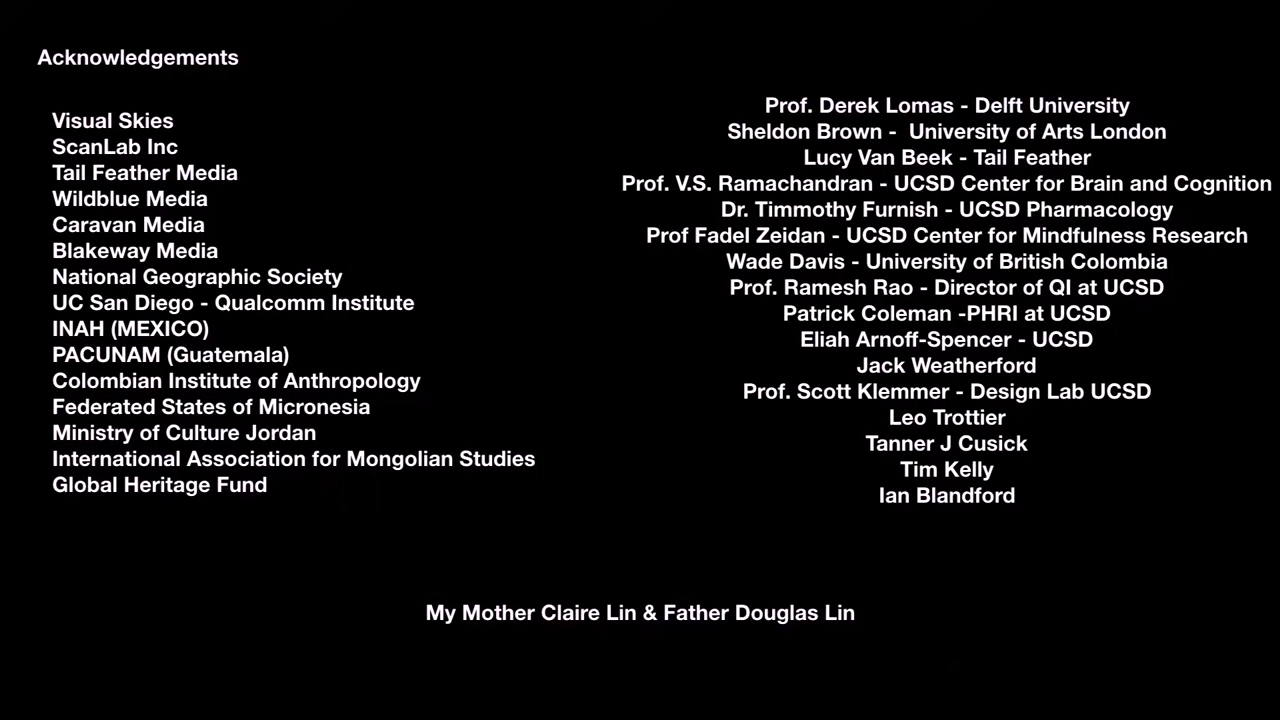 Acknowledgements
Visual Skies
ScanLab Inc
Tail Feather Media
Wildblue Media
Caravan Media
Blakeway Media
National Geographic Society
UC San Diego - Qualcomm Institute
INAH (MEXICO)
PACUNAM (Guatemala)
Colombian Institute of Anthropology
Federated States of Micronesia
Ministry of Culture Jordan
International Association for Mongolian Studies
Global Heritage Fund
Prof. Derek Lomas - Delft University
Sheldon Brown -  University of Arts London
Lucy Van Beek - Tail Feather
Prof. V.S. Ramachandran - UCSD Center for Brain and Cognition
Dr. Timmothy Furnish - UCSD Pharmacology
Prof Fadel Zeidan - UCSD Center for Mindfulness Research
Wade Davis - University of British Colombia
Prof. Ramesh Rao - Director of QI at UCSD
Patrick Coleman -PHRI at UCSD
Eliah Arnoff-Spencer - UCSD
Jack Weatherford
Prof. Scott Klemmer - Design Lab UCSD
Leo Trottier
Tanner J Cusick
Tim Kelly
Ian Blandford
My Mother Claire Lin & Father Douglas Lin